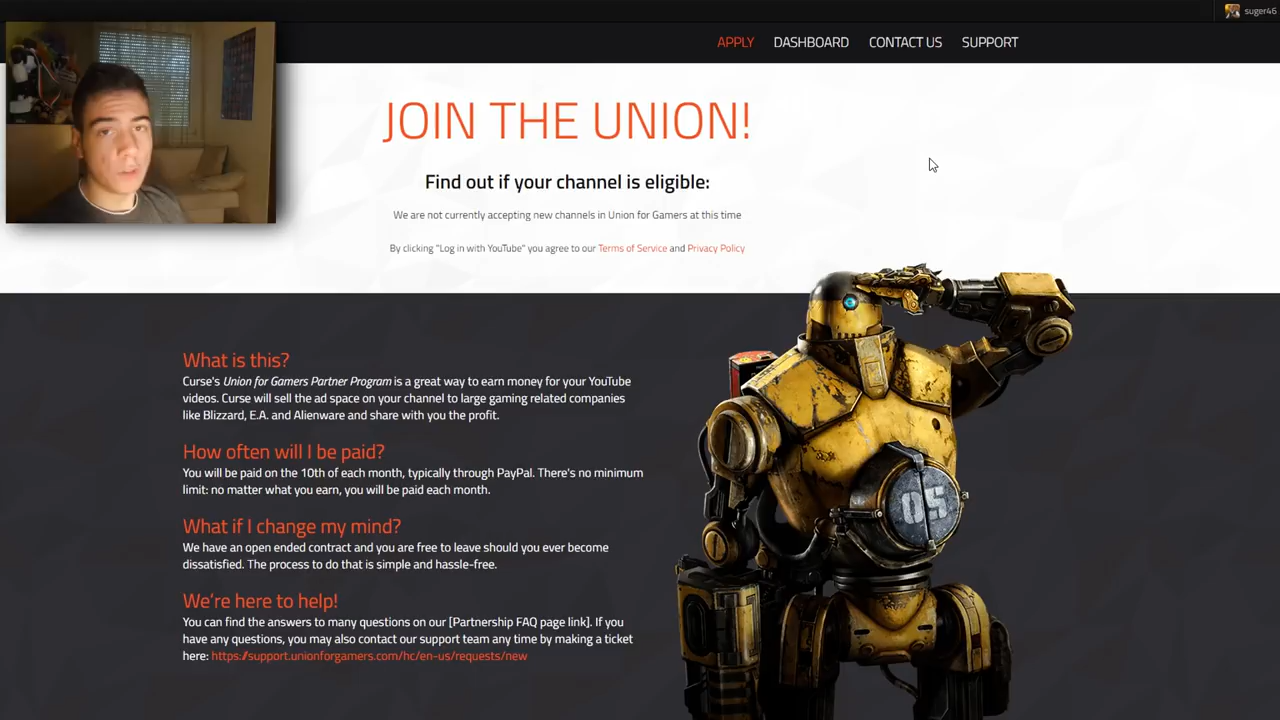 suger46
APPLY DASHBOARD CONTACT US SUPPORT
JOIN THE UNION!
Find out if your channel is eligible:
We are not currently accepting new channels in Union for Gamers at this time
By clicking "Log in with YouTube" you agree to our Terms of Service and Privacy Policy
What is this?
Curse's Union for Gamers Partner Program is a great way to earn money for your YouTube
videos. Curse will sell the ad space on your channel to large gaming related companies
like Blizzard, E.A. and Alienware and share with you the profit.
How often will I be paid?
You will be paid on the 10th of each month, typically through PayPal. There's no minimum
limit: no matter what you earn, you will be paid each month.
What if I change my mind?
We have an open ended contract and you are free to leave should you ever become
dissatisfied. The process to do that is simple and hassle-free.
We're here to help!
You can find the answers to many questions on our [Partnership FAQ page link]. If you
have any questions, you may also contact our support team any time by making a ticket
here: https://support.unionforgamers.com/hc/en-us/requests/new
05